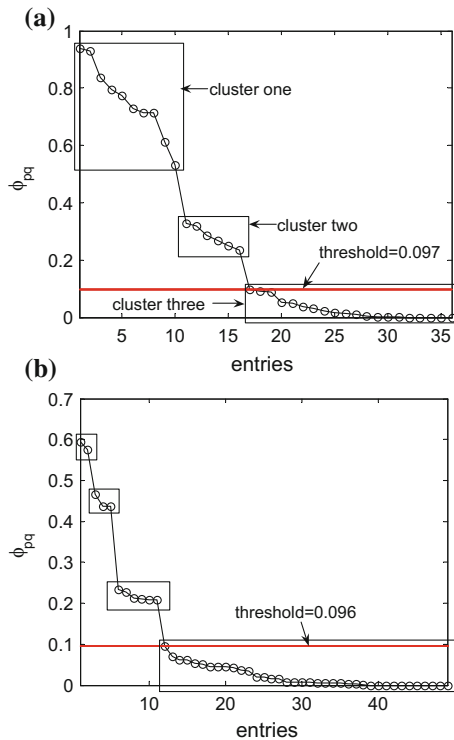 (a)
1
0.8
0.6
0.4
0.2
0
ϕpq
cluster one
cluster two
threshold=0.097
cluster three
5 10 15 20 25 30 35
entries
(b)
0.7
0.6
0.5
0.4
0.3
0.2
0.1
0
ϕpq
threshold=0.096
10 20 30 40
entries